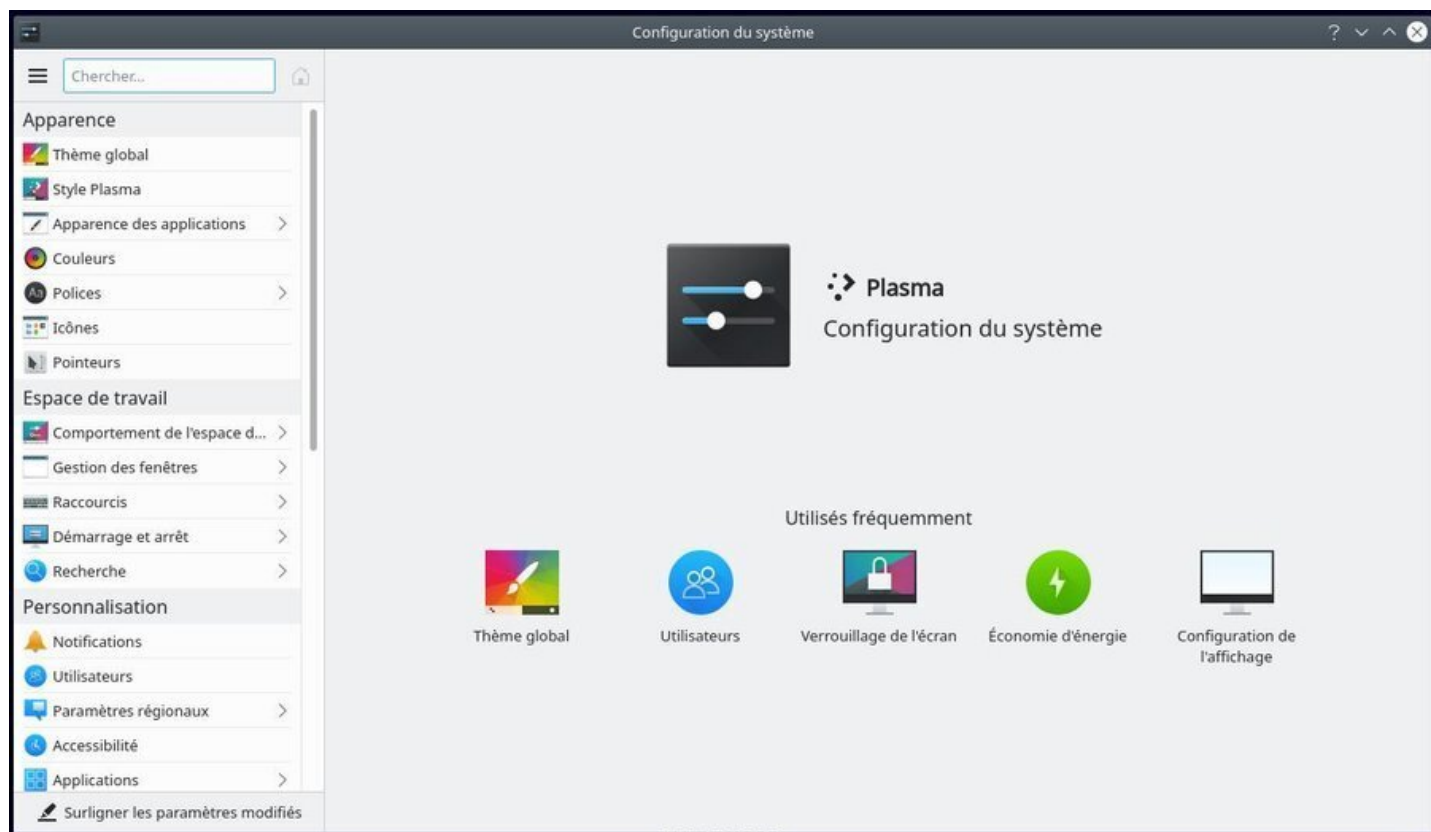 Configuration du système
Chercher...
Apparence
Thème global
Style Plasma
Apparence des applications
Couleurs
Polices
Icônes
Pointeurs
Espace de travail
Comportement de l'espace d...
Gestion des fenêtres
Raccourcis
Démarrage et arrêt
Recherche
Personnalisation
Notifications
Utilisateurs
Paramètres régionaux
Accessibilité
Applications
Surligner les paramètres modifiés
Plasma
Configuration du système
Utilisés fréquemment
Thème global
Utilisateurs
Verrouillage de l'écran
Économie d'énergie
Configuration de
l'affichage